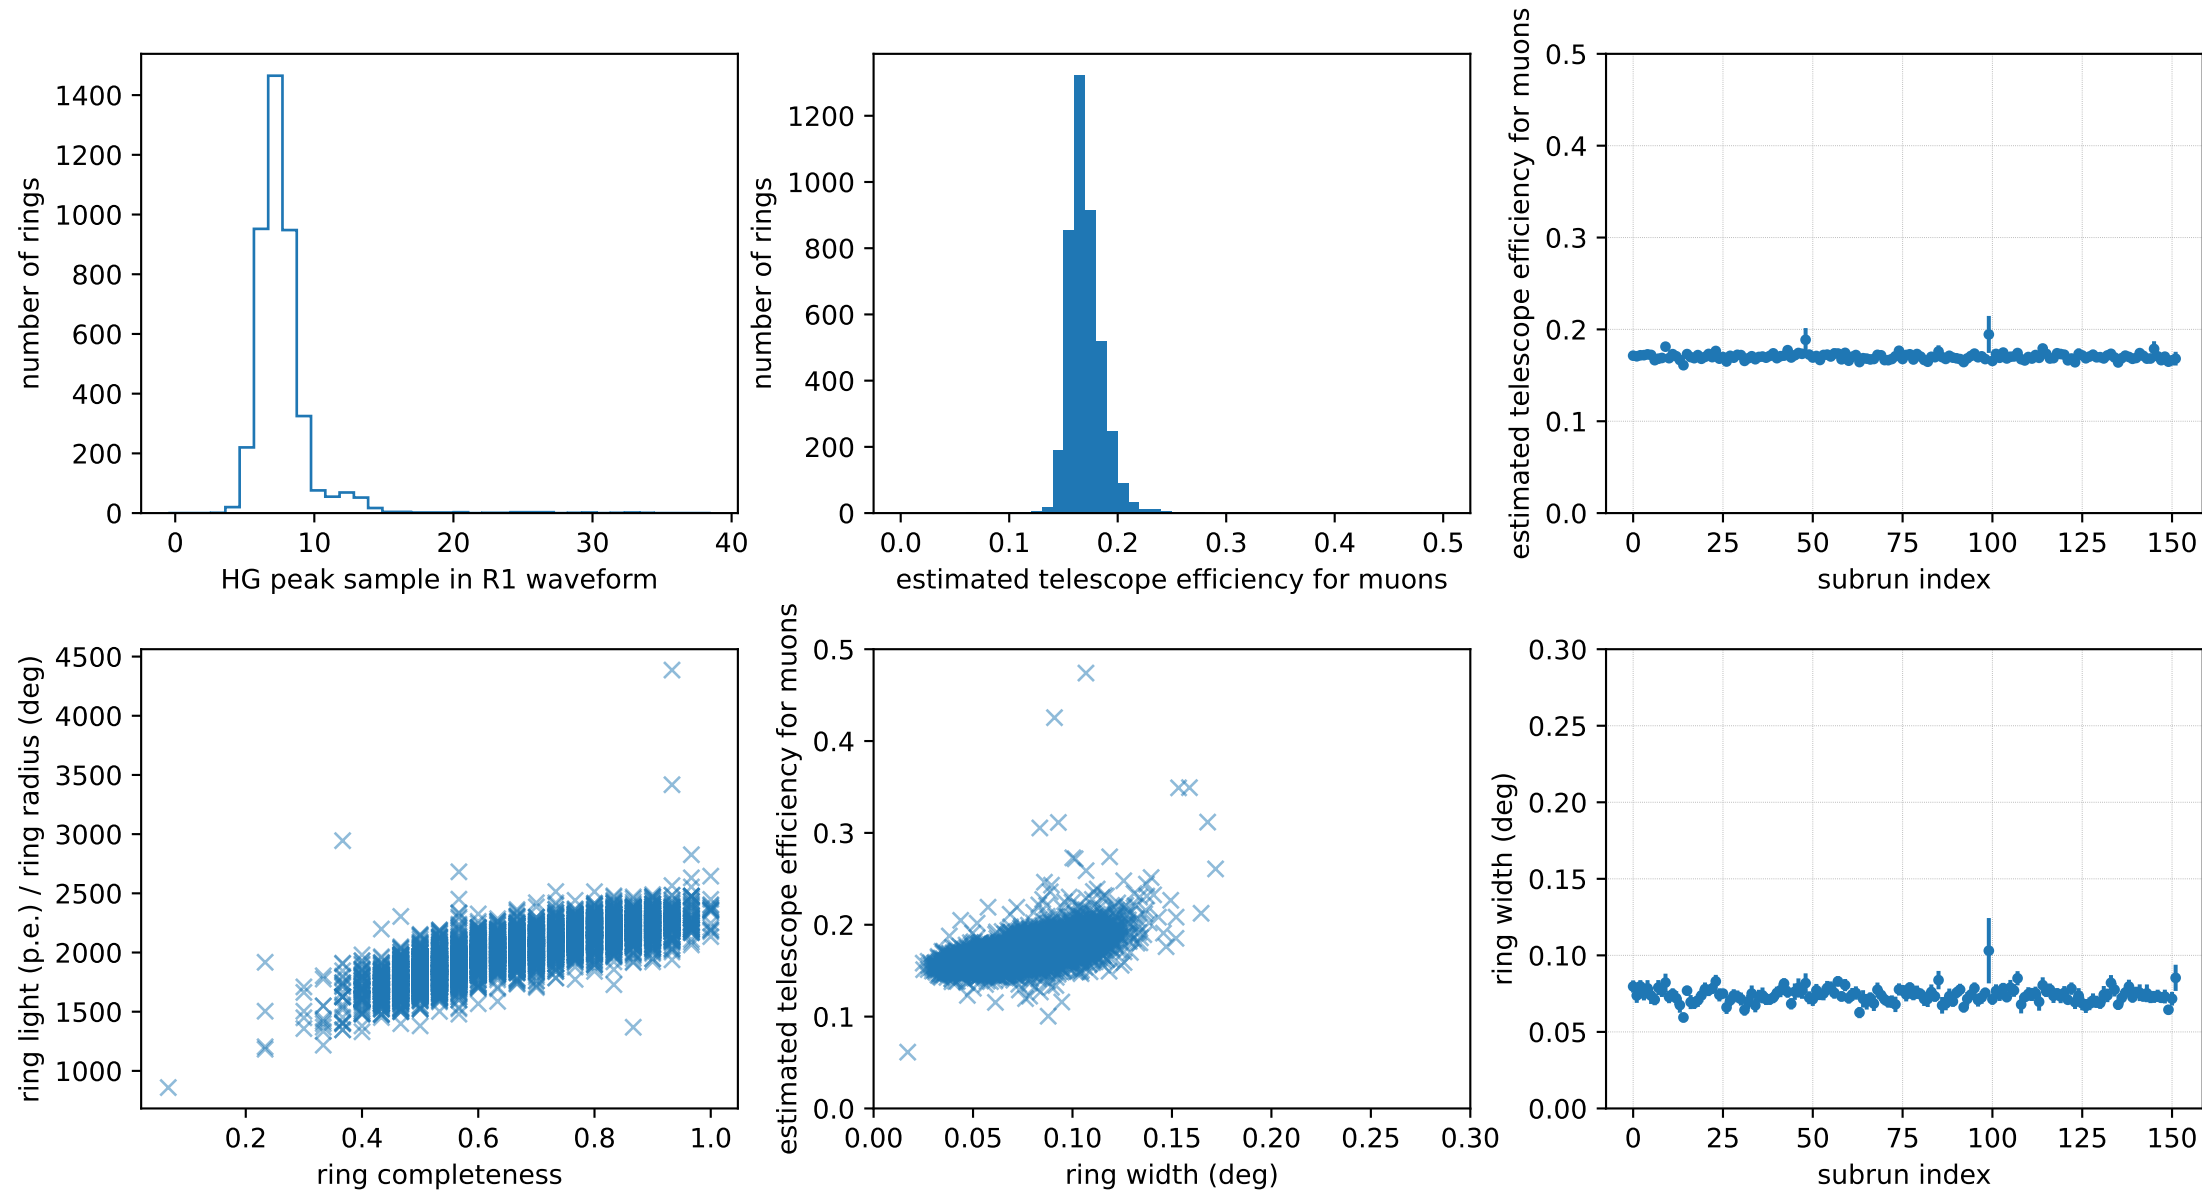 number of rings
1400
1200
1000
800
600
400
200
0
0 10 20 30 40
HG peak sample in R1 waveform
number of rings
1200
1000
800
600
400
200
0
0.0 0.1 0.2 0.3 0.4 0.5
estimated telescope efficiency for muons
estimated telescope efficiency for muons
0.5
0.4
0.3
0.2
0.1
0.0
0 25 50 75 100 125 150
subrun index
ring light (p.e.) / ring radius (deg)
4500
4000
3500
3000
2500
2000
1500
1000
0.2 0.4 0.6 0.8 1.0
ring completeness
estimated telescope efficiency for muons
0.5
0.4
0.3
0.2
0.1
0.0
0.00 0.05 0.10 0.15 0.20 0.25 0.30
ring width (deg)
ring width (deg)
0.30
0.25
0.20
0.15
0.10
0.05
0.00
0 25 50 75 100 125 150
subrun index